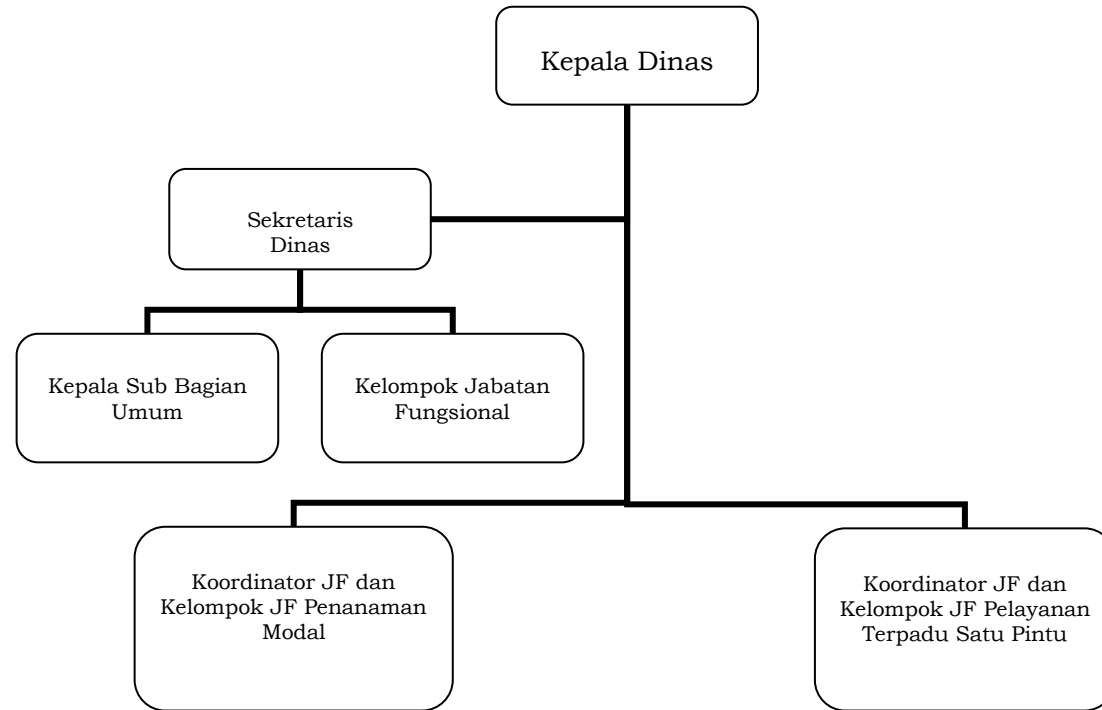 Kepala Dinas
Sekretaris
Dinas
Kepala Sub Bagian
Umum
Kelompok Jabatan
Fungsional
Koordinator JF dan
Kelompok JF Penanaman
Modal
Koordinator JF dan
Kelompok JF Pelayanan
Terpadu Satu Pintu